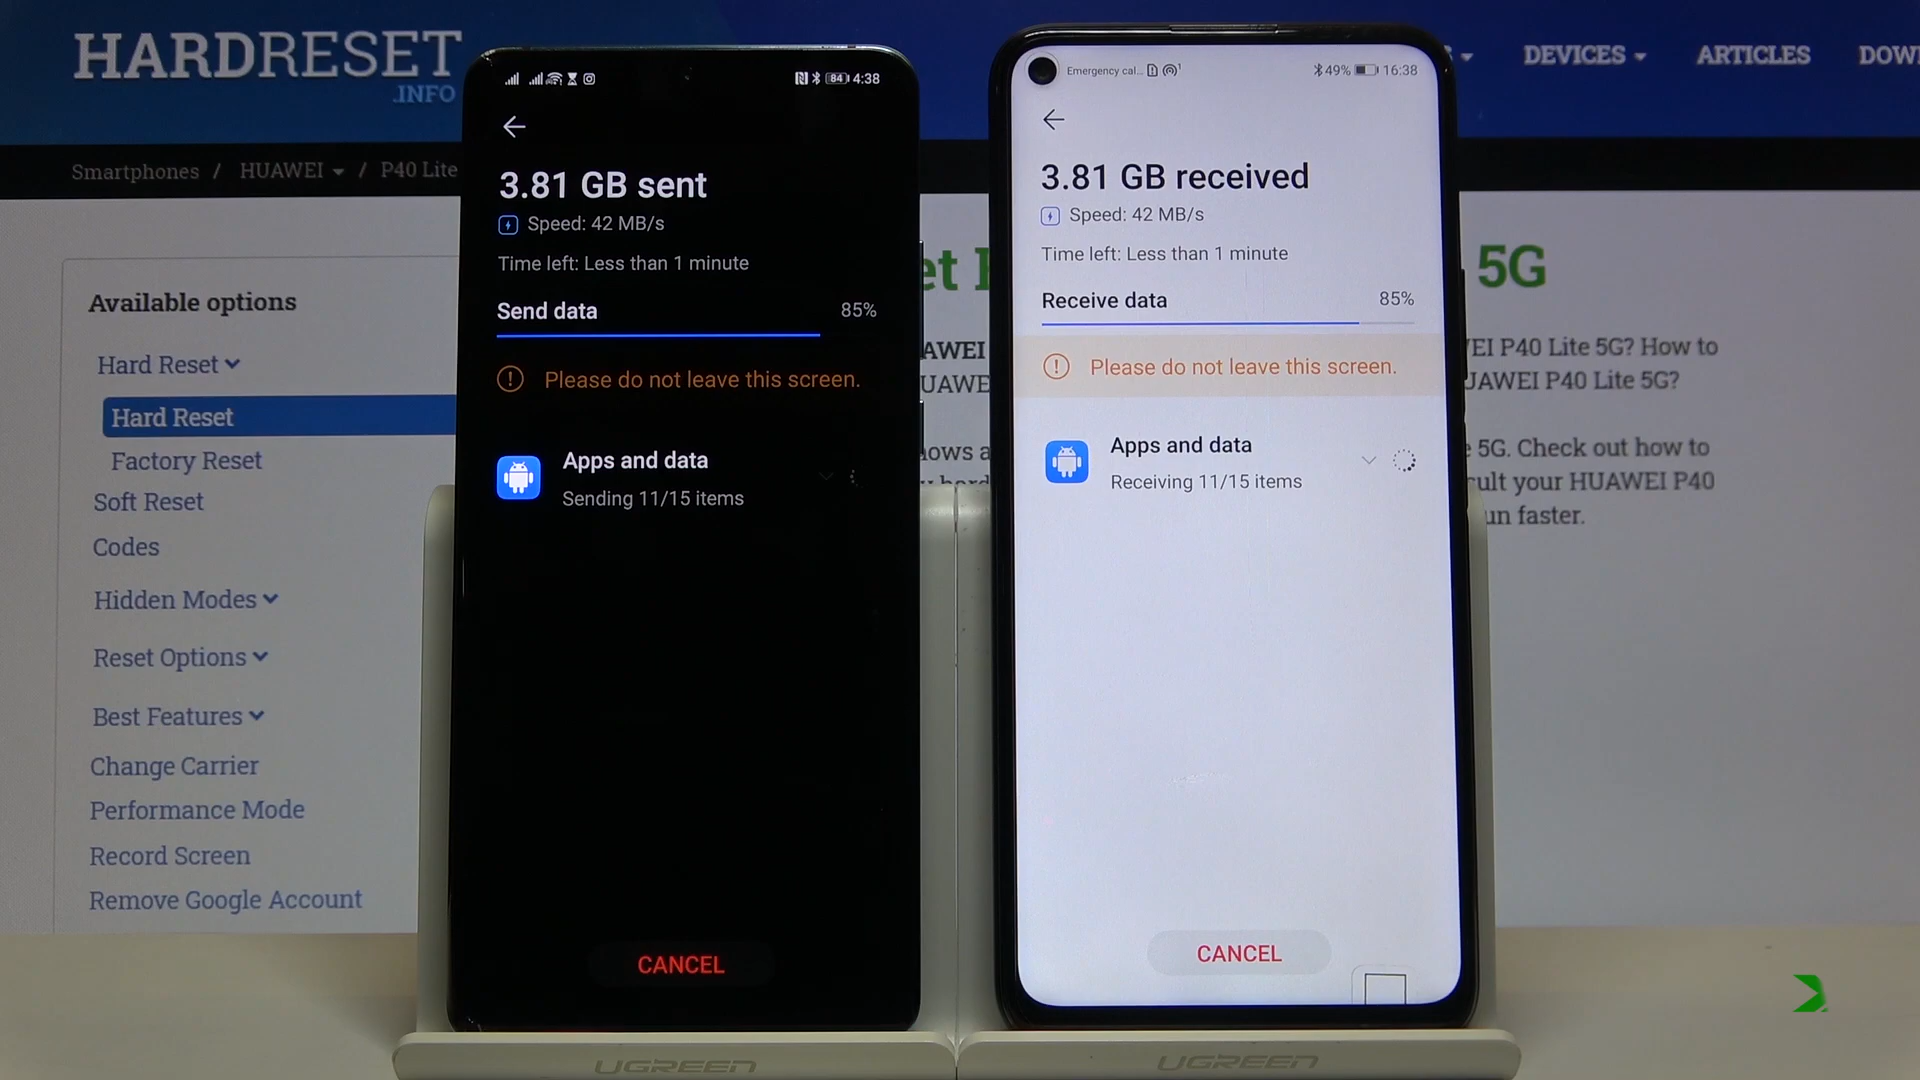 HARDRESET
.INFO
DEVICES
ARTICLES
Smartphones / HUAWEI / P40 Lite
Available options
Hard Reset
Hard Reset
Factory Reset
Soft Reset
Codes
Hidden Modes
Reset Options
Best Features
Change Carrier
Performance Mode
Record Screen
Remove Google Account
84 4:38
3.81 GB sent
Speed: 42 MB/s
Time left: Less than 1 minute
Send data 85%
Please do not leave this screen.
Apps and data
Sending 11/15 items
CANCEL
UGREEN
Emergency cal...
49% 16:38
3.81 GB received
Speed: 42 MB/s
Time left: Less than 1 minute
Receive data 85%
Please do not leave this screen.
Apps and data
Receiving 11/15 items
CANCEL
UGREEN
5G
P40 Lite 5G? How to
P40 Lite 5G?
5G. Check out how to
your HUAWEI P40
faster.